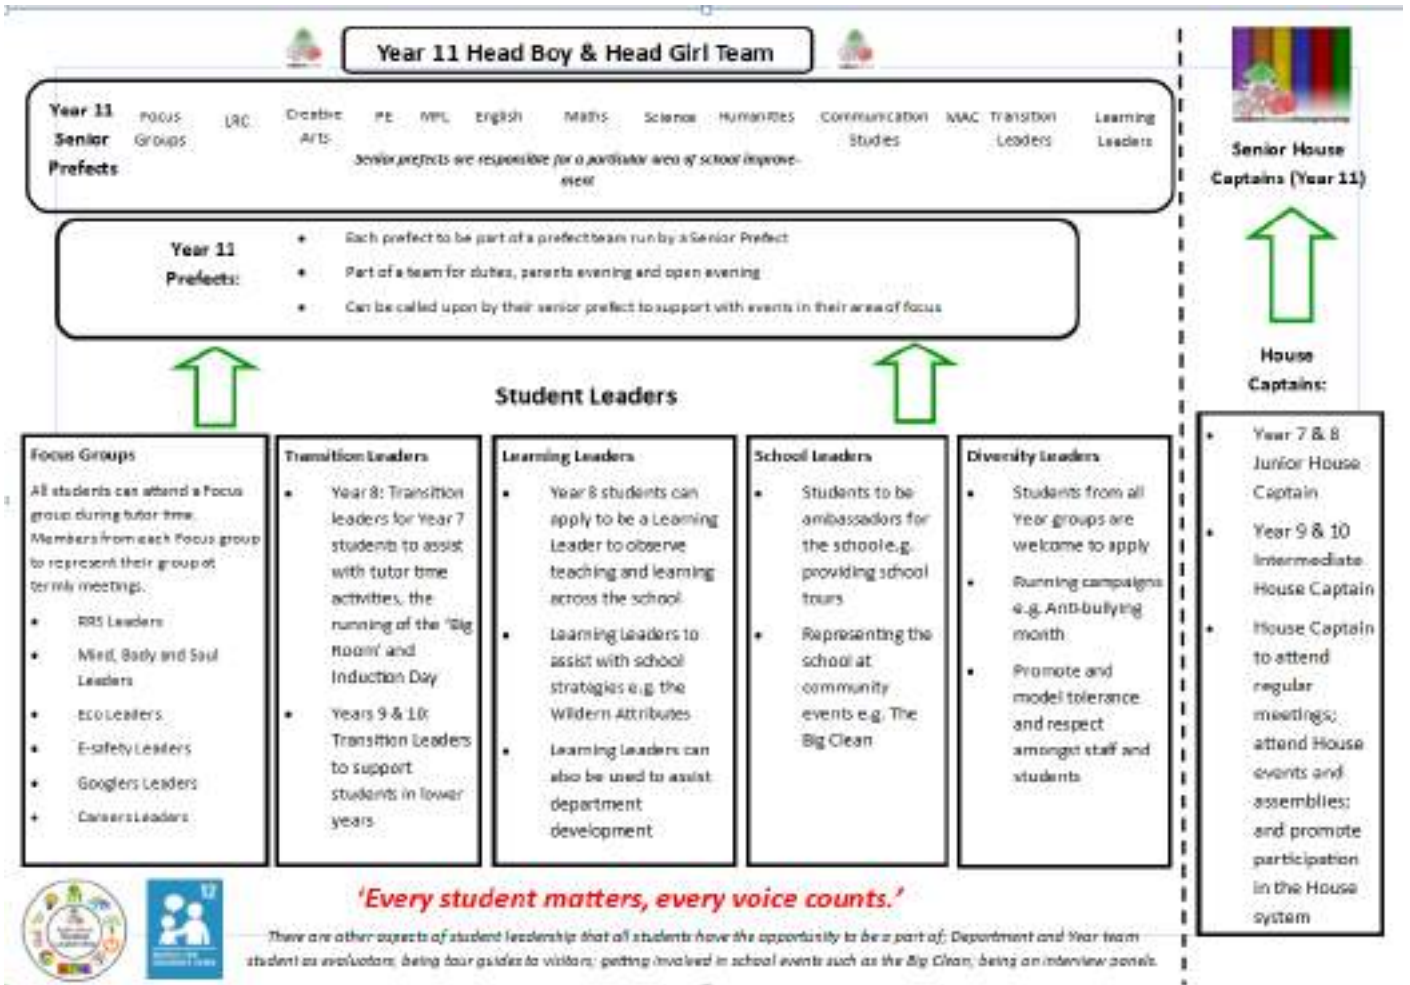 Year 11 Head Boy & Head Girl Team
Year 11
Senior
Prefects
Focus
Groups
LRC
Creative
Arts
PE
MFL
English
Maths
Science
Humanities
Communication
Studies
MAC
Transition
Leaders
Learning
Leaders
Senior prefects are responsible for a particular area of school improve-
ment
Year 11
Prefects:
• Each prefect to be part of a prefect team run by a Senior Prefect
• Part of a team for duties, parents evening and open evening
• Can be called upon by their senior prefect to support with events in their area of focus
Student Leaders
Focus Groups
All students can attend a Focus
group during tutor time.
Members from each Focus group
to represent their group at
termly meetings.
• RRS Leaders
• Mind, Body and Soul
Leaders
• Eco Leaders
• E-safety Leaders
• Googlers Leaders
• Careers Leaders
Transition Leaders
• Year 8: Transition
leaders for Year 7
students to assist
with tutor time
activities, the
running of the 'Big
Room' and
Induction Day
• Years 9 & 10:
Transition Leaders
to support
students in lower
years
Learning Leaders
• Year 8 students can
apply to be a Learning
Leader to observe
teaching and learning
across the school
• Learning Leaders to
assist with school
strategies e.g. the
Wildern Attributes
• Learning Leaders can
also be used to assist
department
development
School Leaders
• Students to be
ambassadors for
the school e.g.
providing school
tours
• Representing the
school at
community
events e.g. The
Big Clean
Diversity Leaders
• Students from all
Year groups are
welcome to apply
• Running campaigns
e.g. Anti-bullying
month
• Promote and
model tolerance
and respect
amongst staff and
students
Senior House
Captains (Year 11)
House
Captains:
• Year 7 & 8
Junior House
Captain
• Year 9 & 10
Intermediate
House Captain
• House Captain
to attend
regular
meetings;
attend House
events and
assemblies;
and promote
participation
in the House
system
12
'Every student matters, every voice counts.'
There are other aspects of student leadership that all students have the opportunity to be a part of; Department and Year team
student as evaluators; being tour guides to visitors; getting involved in school events such as the Big Clean; being on interview panels.